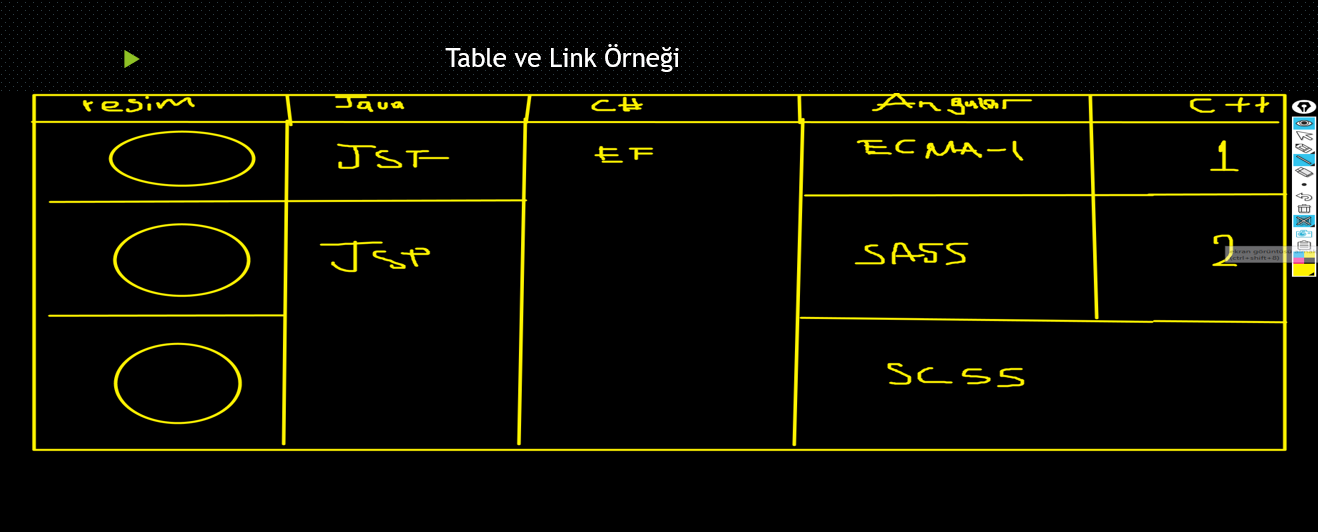 Table ve Link Örneği
resim Java C# Angular C++
JSF EF ECMA-1 1
JSP SASS 2
SCSS